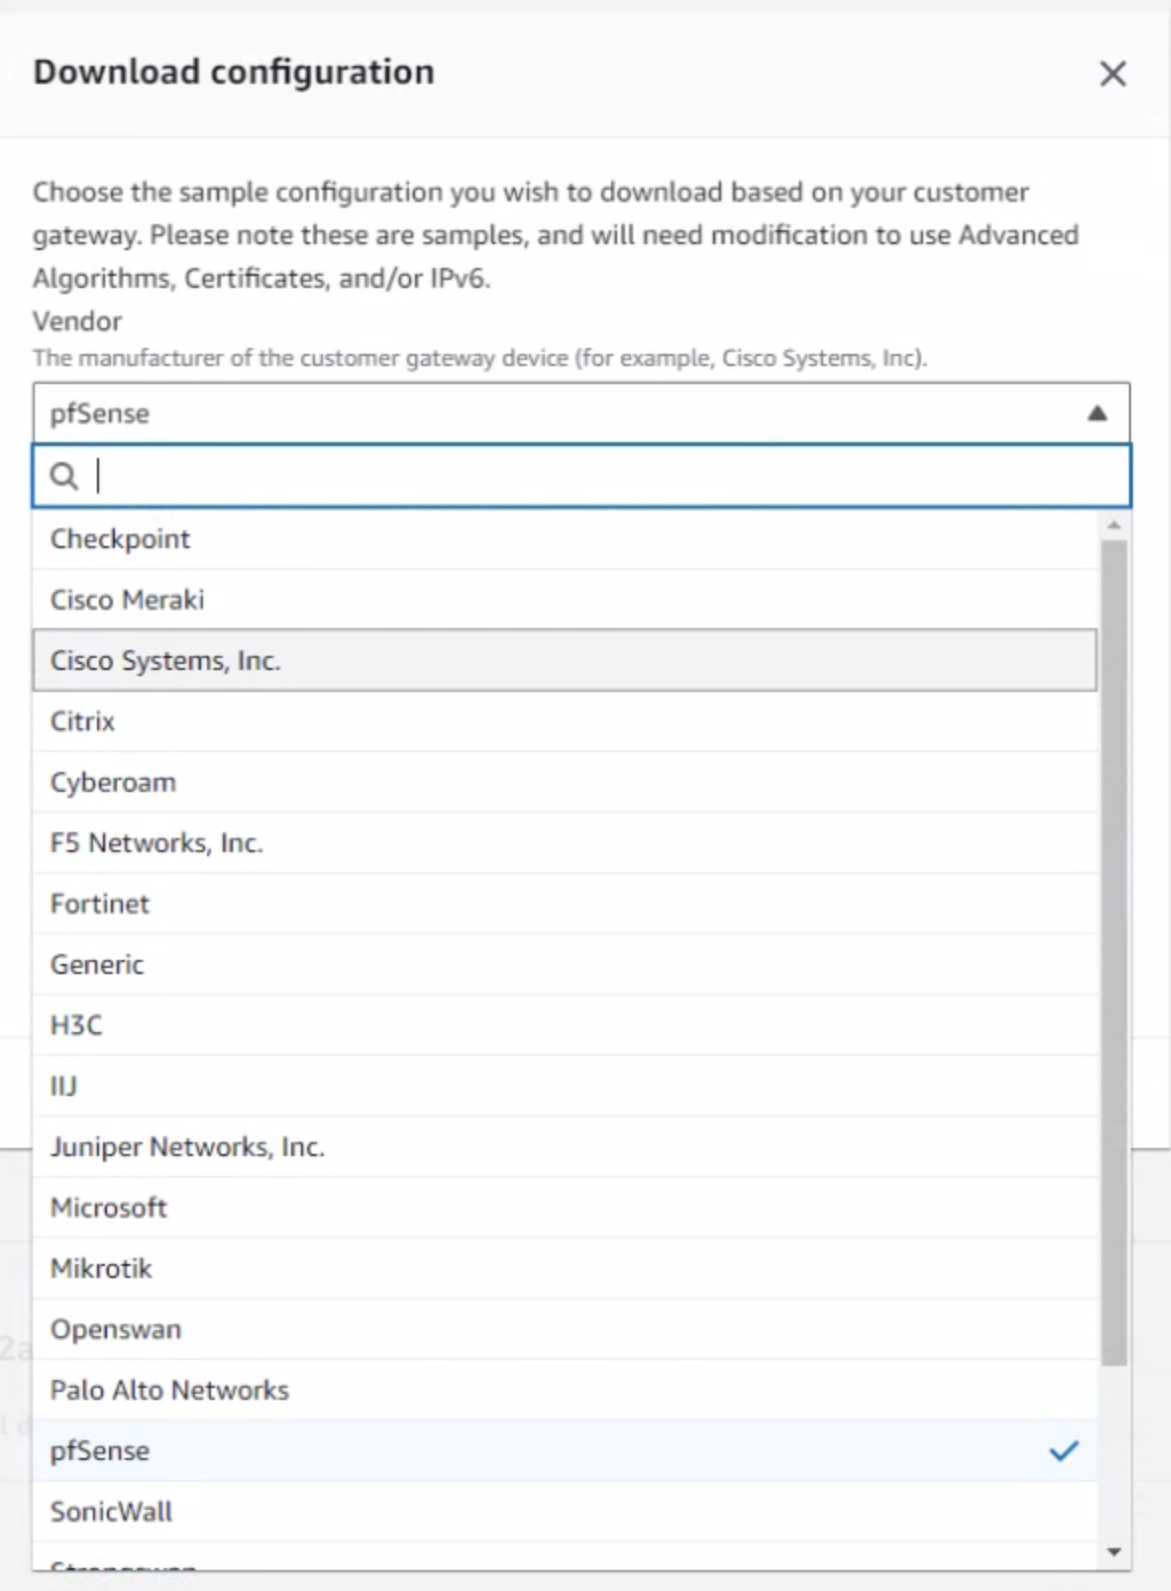 Download configuration
Choose the sample configuration you wish to download based on your customer
gateway. Please note these are samples, and will need modification to use Advanced
Algorithms, Certificates, and/or IPv6.
Vendor
The manufacturer of the customer gateway device (for example, Cisco Systems, Inc).
pfSense
Checkpoint
Cisco Meraki
Cisco Systems, Inc.
Citrix
Cyberoam
F5 Networks, Inc.
Fortinet
Generic
H3C
IIJ
Juniper Networks, Inc.
Microsoft
Mikrotik
Openswan
2a
Palo Alto Networks
l d
pfSense
SonicWall